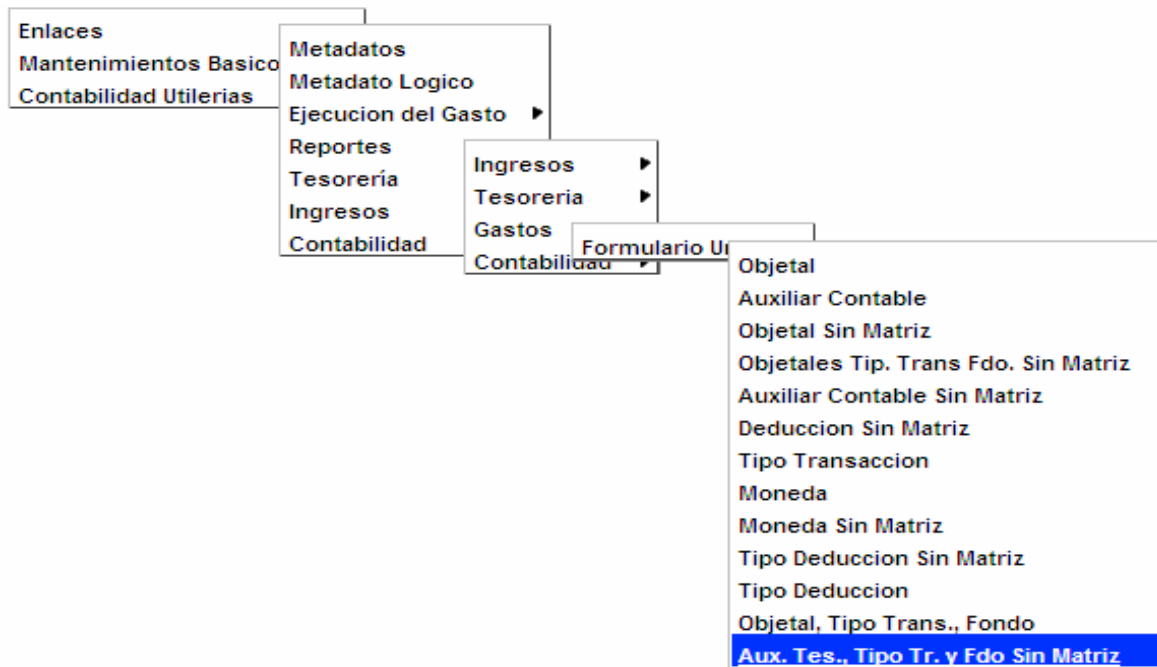 Enlaces
Mantenimientos Basico
Contabilidad Utilerias
Metadatos
Metadato Logico
Ejecucion del Gasto
Reportes
Tesorería
Ingresos
Contabilidad
Ingresos
Tesoreria
Gastos
Contabilidad
Formulario
Objetal
Auxiliar Contable
Objetal Sin Matriz
Objetales Tip. Trans Fdo. Sin Matriz
Auxiliar Contable Sin Matriz
Deduccion Sin Matriz
Tipo Transaccion
Moneda
Moneda Sin Matriz
Tipo Deduccion Sin Matriz
Tipo Deduccion
Objetal, Tipo Trans., Fondo
Aux. Tes., Tipo Tr. y Fdo Sin Matriz